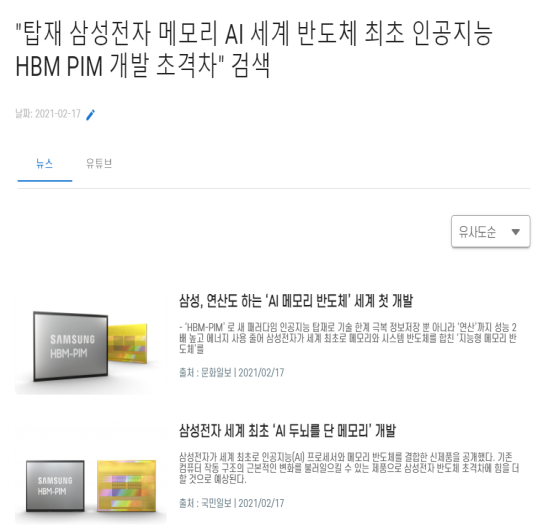 "탑재 삼성전자 메모리 AI 세계 반도체 최초 인공지능
HBM PIM 개발 초격차" 검색
날짜: 2021-02-17
뉴스 유튜브
유사도순
삼성, 연산도 하는 'AI 메모리 반도체' 세계 첫 개발
- 'HBM-PIM' 로 새 패러다임 인공지능 탑재로 기술 한계 극복 정보저장 뿐 아니라 '연산'까지 성능 2
배 높고 에너지 사용 줄어 삼성전자가 세계 최초로 메모리와 시스템 반도체를 합친 '지능형 메모리 반
도체'를
출처 : 문화일보 | 2021/02/17
SAMSUNG
HBM-PIM
삼성전자 세계 최초 'AI 두뇌를 단 메모리' 개발
삼성전자가 세계 최초로 인공지능(AI) 프로세서와 메모리 반도체를 결합한 신제품을 공개했다. 기존
컴퓨터 작동 구조의 근본적인 변화를 불러일으킬 수 있는 제품으로 삼성전자 반도체 초격차에 힘을 더
할 것으로 예상된다.
출처 : 국민일보 | 2021/02/17
SAMSUNG
HBM-PIM